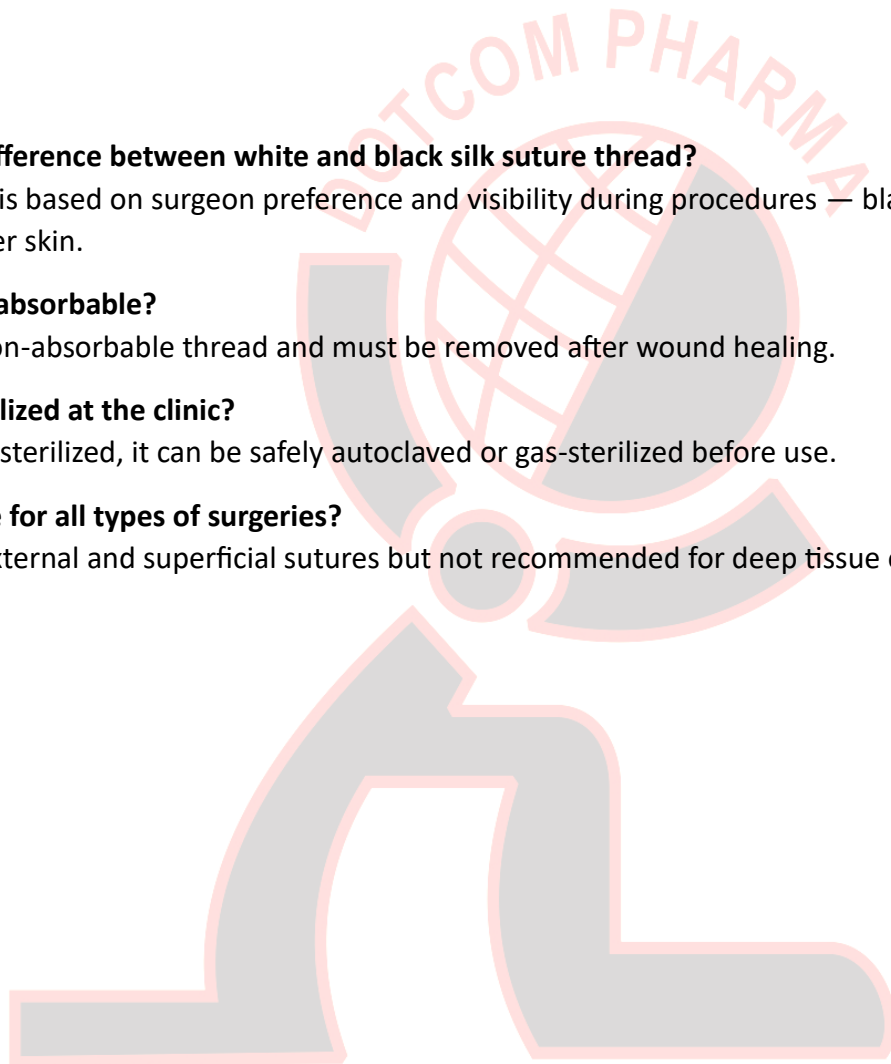 DOTCOM PHARMA
fference between white and black silk suture thread?
is based on surgeon preference and visibility during procedures — bla
er skin.
absorbable?
on-absorbable thread and must be removed after wound healing.
lized at the clinic?
sterilized, it can be safely autoclaved or gas-sterilized before use.
e for all types of surgeries?
xternal and superficial sutures but not recommended for deep tissue